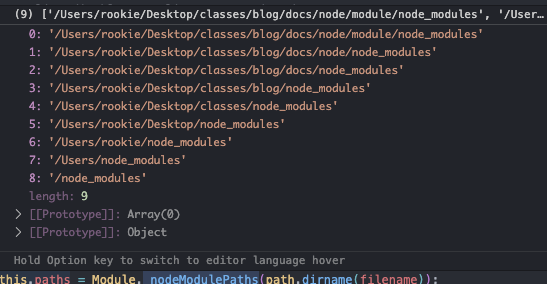 (9) ['/Users/rookie/Desktop/classes/blog/docs/node/module/node_modules', '/User…
0: '/Users/rookie/Desktop/classes/blog/docs/node/module/node_modules'
1: '/Users/rookie/Desktop/classes/blog/docs/node/node_modules'
2: '/Users/rookie/Desktop/classes/blog/docs/node_modules'
3: '/Users/rookie/Desktop/classes/blog/node_modules'
4: '/Users/rookie/Desktop/classes/node_modules'
5: '/Users/rookie/Desktop/node_modules'
6: '/Users/rookie/node_modules'
7: '/Users/node_modules'
8: '/node_modules'
length: 9
> [[Prototype]]: Array(0)
> [[Prototype]]: Object
Hold Option key to switch to editor language hover
this.paths = Module._nodeModulePaths(path.dirname(filename));